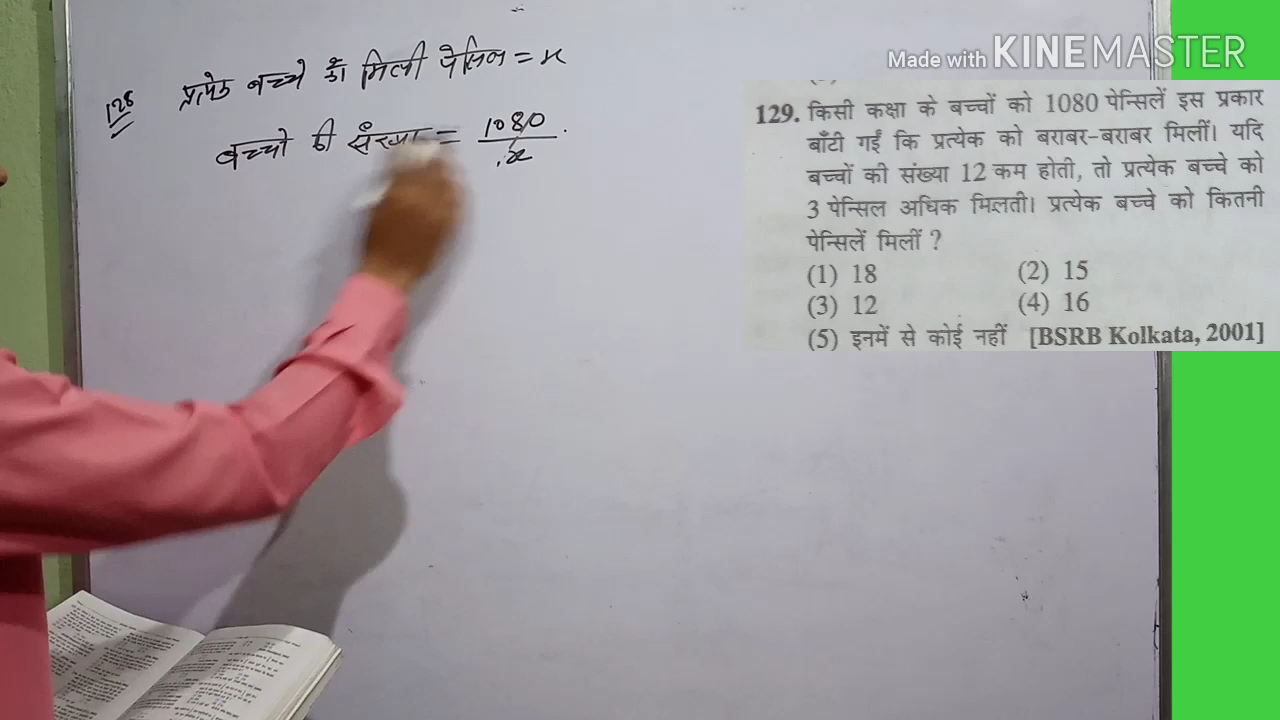 Made with KINEMASTER
128
प्रत्येक बच्चे को मिली पेंसिल = x
बच्चो की संख्या = 1080/x
129. किसी कक्षा के बच्चों को 1080 पेन्सिलें इस प्रकार
बाँटी गईं कि प्रत्येक को बराबर-बराबर मिलीं। यदि
बच्चों की संख्या 12 कम होती, तो प्रत्येक बच्चे को
3 पेन्सिल अधिक मिलती। प्रत्येक बच्चे को कितनी
पेन्सिलें मिलीं ?
(1) 18 (2) 15
(3) 12 (4) 16
(5) इनमें से कोई नहीं [BSRB Kolkata, 2001]